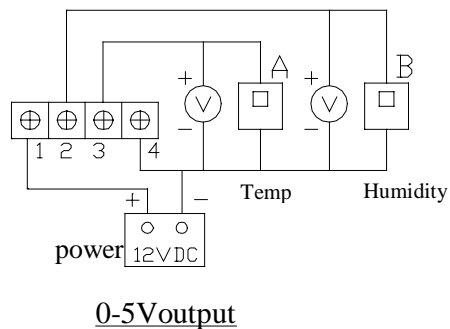 A B
+ V + V
− −
1 2 3 4
Temp Humidity
+ −
power 12VDC
0-5Voutput